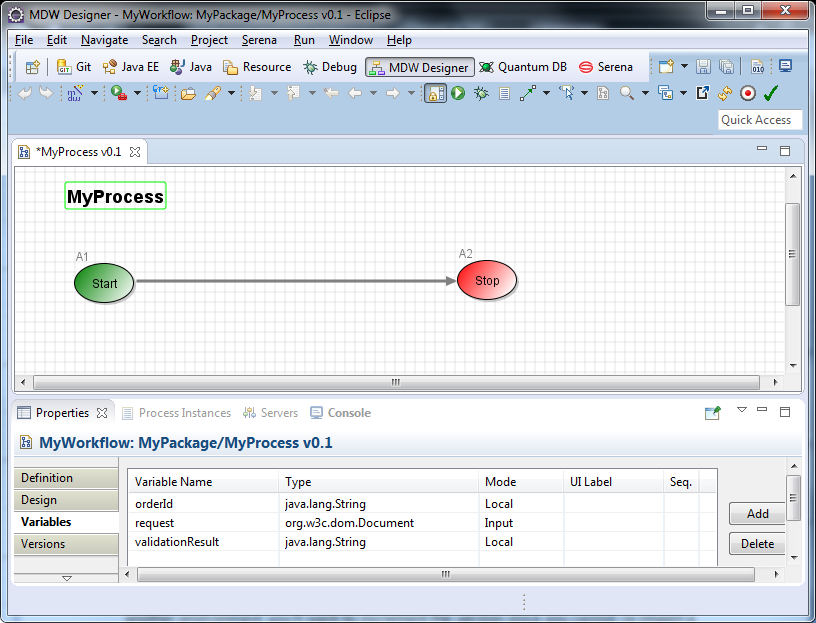 MDW Designer - MyWorkflow: MyPackage/MyProcess v0.1 - Eclipse
File Edit Navigate Search Project Serena Run Window Help
Git Java EE Java Resource Debug MDW Designer Quantum DB Serena
Quick Access
*MyProcess v0.1
MyProcess
A1 A2
Start Stop
Properties Process Instances Servers Console
MyWorkflow: MyPackage/MyProcess v0.1
Definition
Design
Variables
Versions
Variable Name Type Mode UI Label Seq.
orderId java.lang.String Local
request org.w3c.dom.Document Input
validationResult java.lang.String Local
Add
Delete